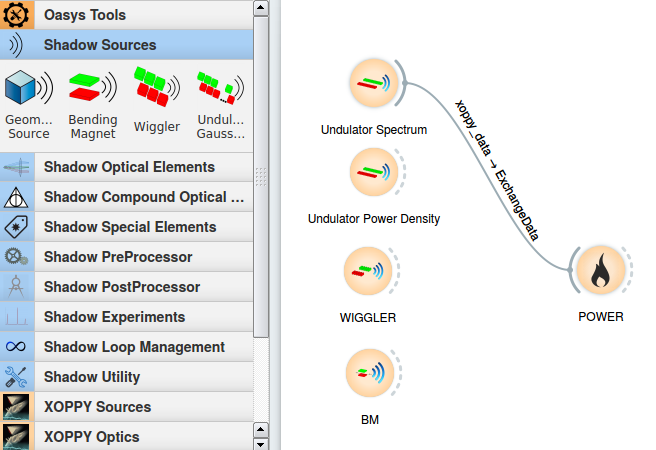 Oasys Tools
Shadow Sources
Geom... Source
Bending Magnet
Wiggler
Undul... Gauss...
Shadow Optical Elements
Shadow Compound Optical ...
Shadow Special Elements
Shadow PreProcessor
Shadow PostProcessor
Shadow Experiments
Shadow Loop Management
Shadow Utility
XOPPY Sources
XOPPY Optics
Undulator Spectrum
xoppy_data → ExchangeData
Undulator Power Density
WIGGLER
POWER
BM